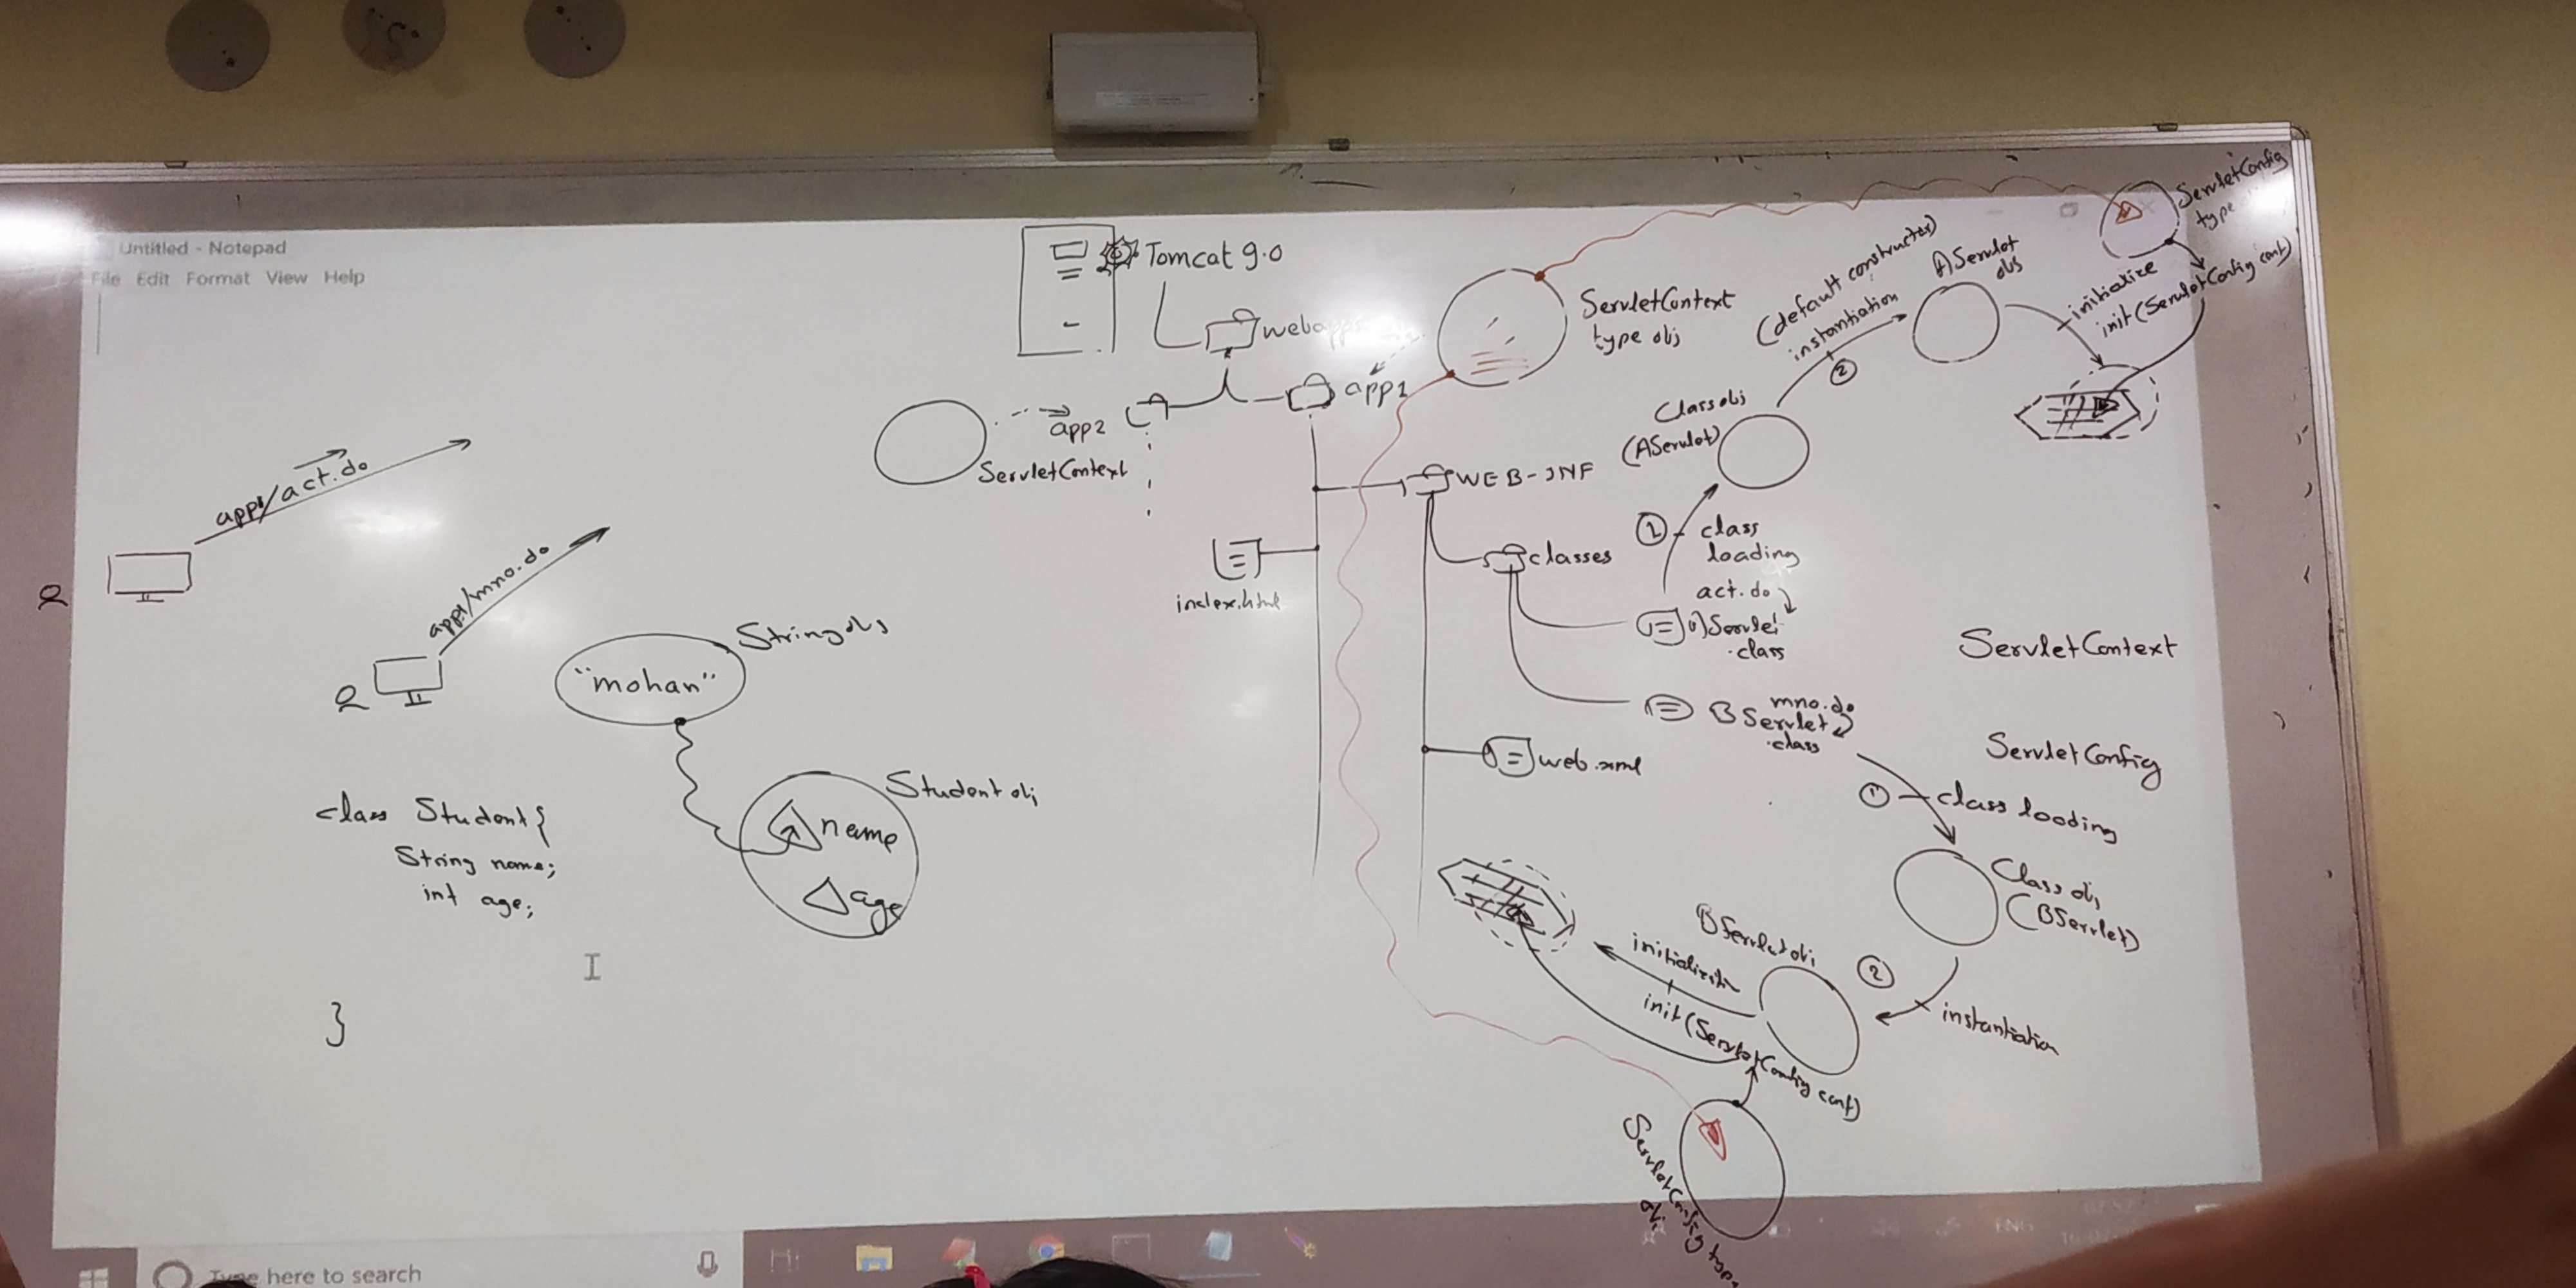 Untitled - Notepad
File Edit Format View Help
Tomcat 9.0
webapps
app1
app2
ServletContext
ServletContext
type obj
WEB-INF
classes
index.html
web.xml
app1/act.do
app1/mno.do
"mohan"
String obj
Student obj
name
age
class Student{
String name;
int age;
}
1 class
loading
act.do
AServlet
.class
mno.do
BServlet
.class
Class obj
(AServlet)
(default constructor)
instantiation
2
AServlet
obj
initialize
init(ServletConfig conf)
ServletConfig
type
ServletContext
ServletConfig
1 class loading
Class obj
(BServlet)
2
instantiation
BServlet obj
init(ServletConfig conf)
ServletConfig type
obj
Type here to search
ENG